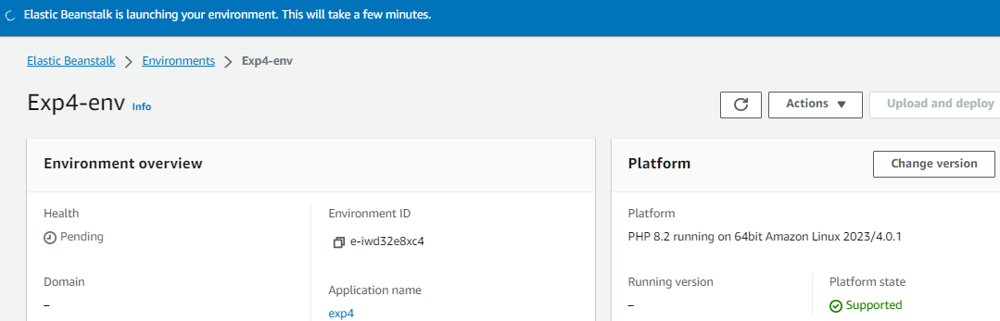 Elastic Beanstalk is launching your environment. This will take a few minutes.
Elastic Beanstalk > Environments > Exp4-env
Exp4-env Info
Actions ▼
Upload and deploy
Environment overview
Health
Pending
Environment ID
e-iwd32e8xc4
Domain
–
Application name
exp4
Platform
Change version
Platform
PHP 8.2 running on 64bit Amazon Linux 2023/4.0.1
Running version
–
Platform state
Supported